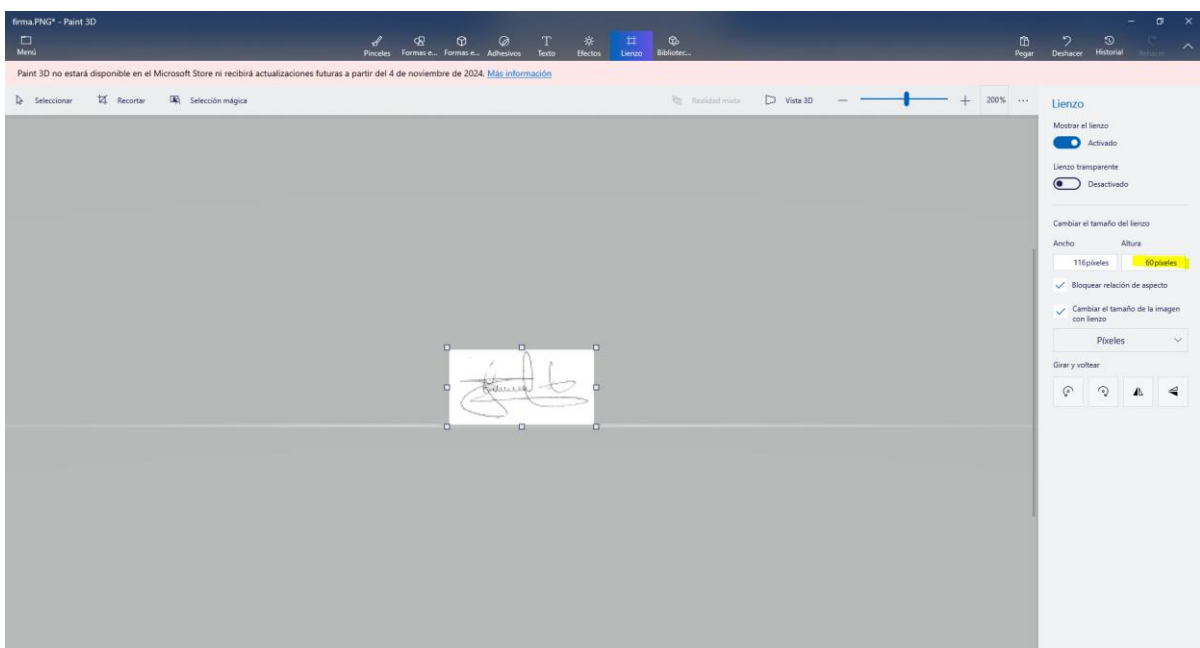 firma.PNG* - Paint 3D
Menú
Pinceles Formas e... Formas e... Adhesivos Texto Efectos Lienzo Bibliotec... Pegar Deshacer Historial Rehacer
Paint 3D no estará disponible en el Microsoft Store ni recibirá actualizaciones futuras a partir del 4 de noviembre de 2024. Más información
Seleccionar Recortar Selección mágica Realidad mixta Vista 3D 200% ...
Lienzo
Mostrar el lienzo
Activado
Lienzo transparente
Desactivado
Cambiar el tamaño del lienzo
Ancho Altura
116píxeles 60píxeles
Bloquear relación de aspecto
Cambiar el tamaño de la imagen
con lienzo
Píxeles
Girar y voltear